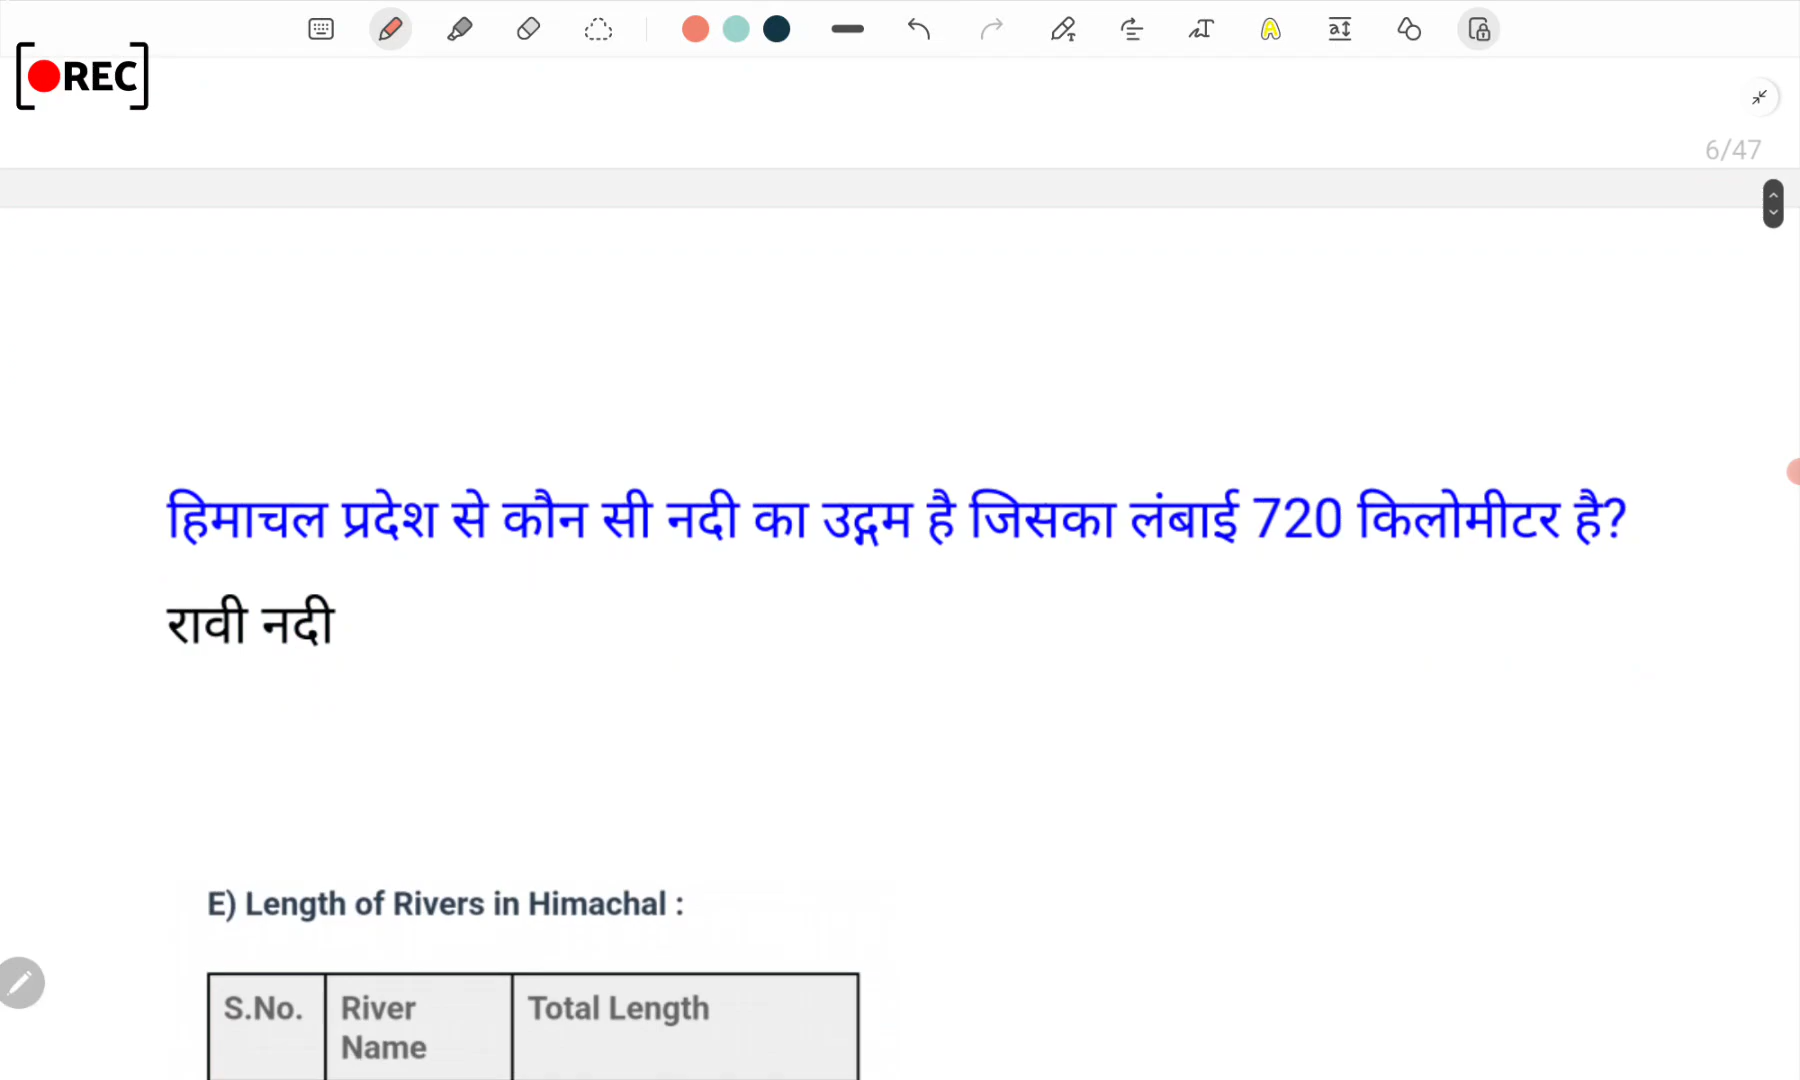 REC
6/47
हिमाचल प्रदेश से कौन सी नदी का उद्गम है जिसका लंबाई 720 किलोमीटर है?
रावी नदी
E) Length of Rivers in Himachal :
S.No. River Name Total Length